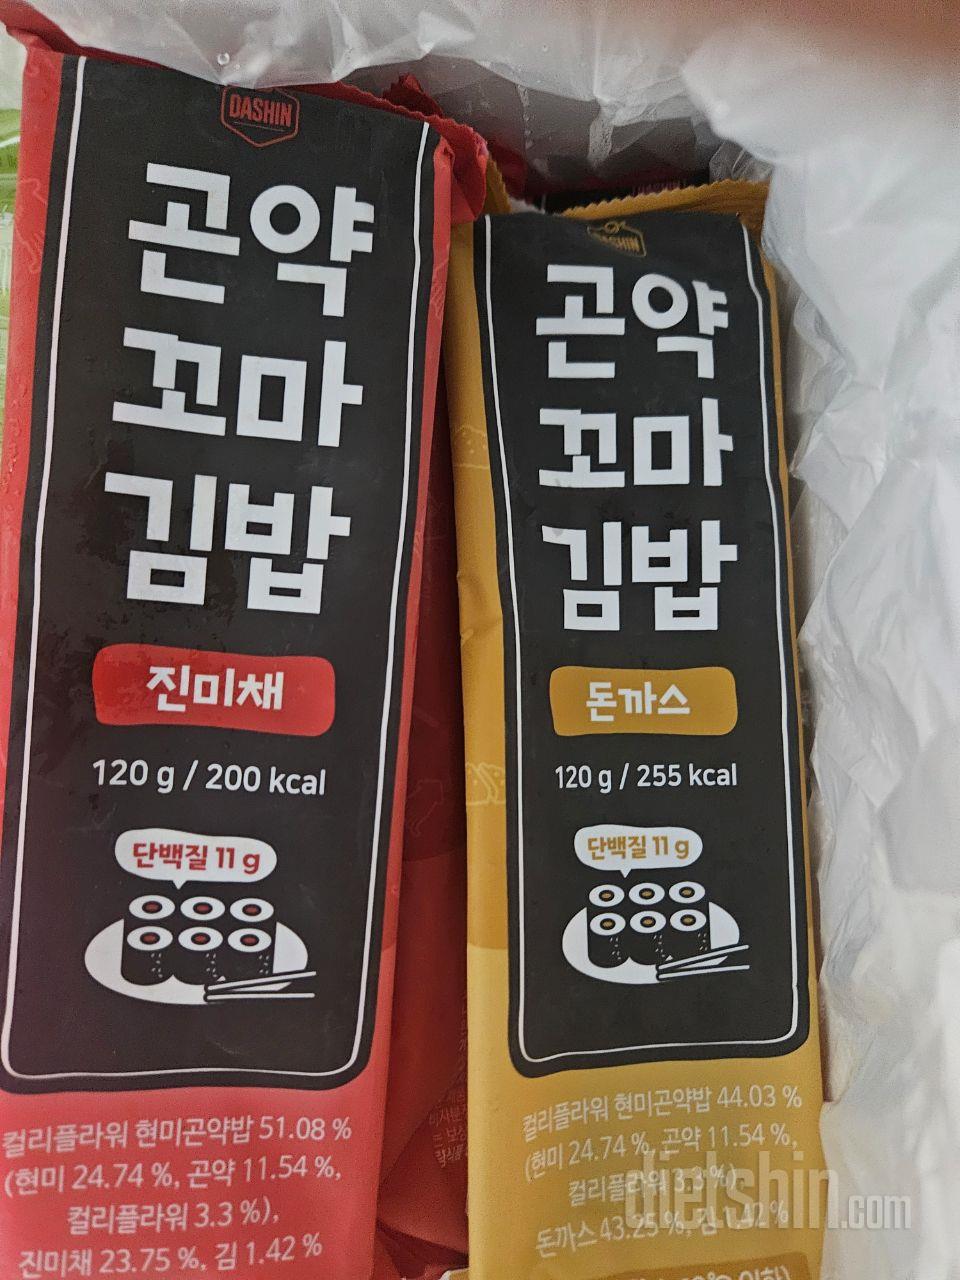 DASHIN
곤약
꼬마
김밥
진미채
120 g / 200 kcal
단백질 11 g
컬리플라워 현미곤약밥 51.08 %
(현미 24.74 %, 곤약 11.54 %,
컬리플라워 3.3 %),
진미채 23.75 %, 김 1.42 %
DASHIN
곤약
꼬마
김밥
돈까스
120 g / 255 kcal
단백질 11 g
컬리플라워 현미곤약밥 44.03 %
(현미 24.74 %, 곤약 11.54 %,
컬리플라워 3.3 %),
돈까스 43.25 %, 김 1.42 %
dietshin.com